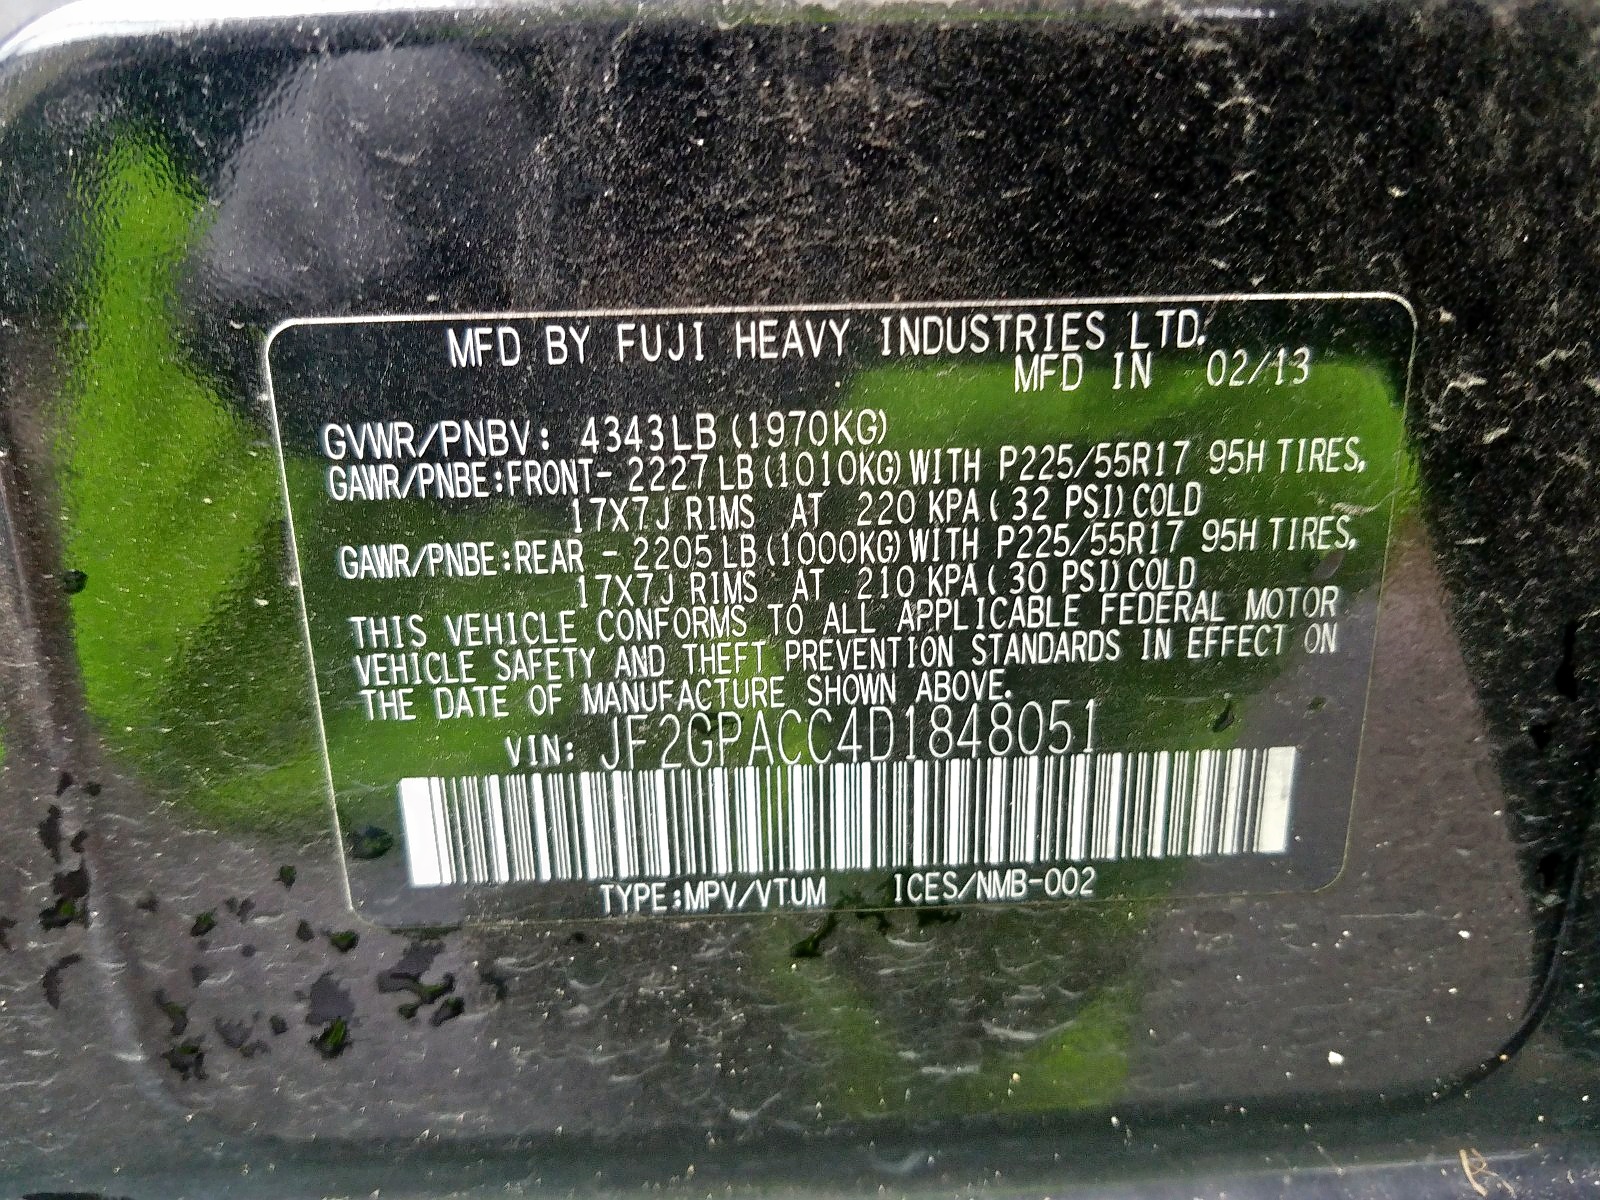 MFD BY FUJI HEAVY INDUSTRIES LTD.
MFD IN 02/13
GVWR/PNBV: 4343LB (1970KG)
GAWR/PNBE:FRONT- 2227 LB (1010KG) WITH P225/55R17 95H TIRES,
17X7J RIMS AT 220 KPA ( 32 PSI) COLD
GAWR/PNBE:REAR - 2205 LB (1000KG) WITH P225/55R17 95H TIRES,
17X7J RIMS AT 210 KPA ( 30 PSI) COLD
THIS VEHICLE CONFORMS TO ALL APPLICABLE FEDERAL MOTOR
VEHICLE SAFETY AND THEFT PREVENTION STANDARDS IN EFFECT ON
THE DATE OF MANUFACTURE SHOWN ABOVE.
VIN: JF2GPACC4D1848051
TYPE:MPV/VTUM ICES/NMB-002